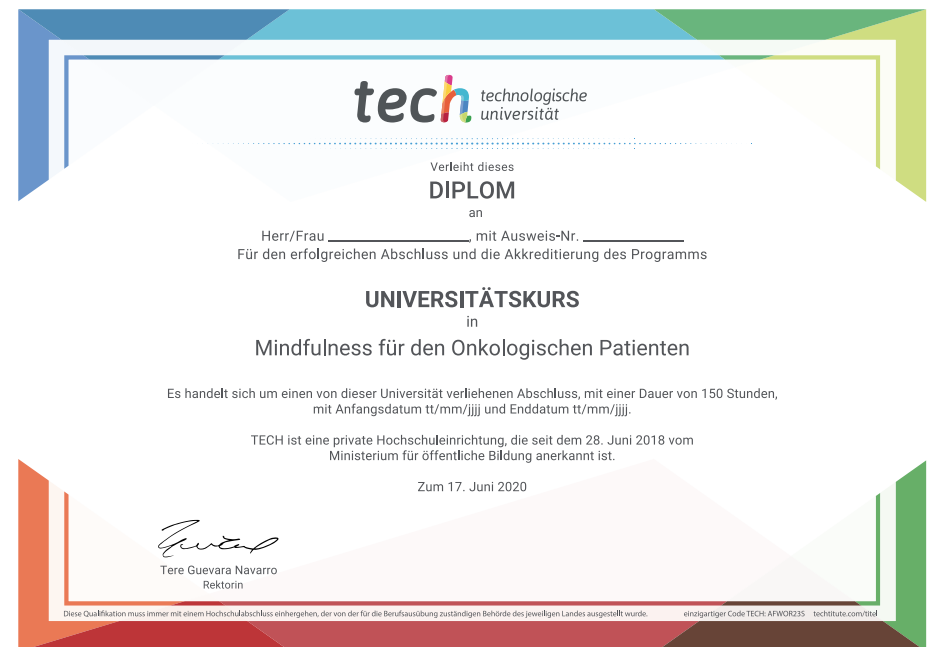 tech technologische
universität
Verleiht dieses
DIPLOM
an
Herr/Frau ____________________, mit Ausweis-Nr. ______________
Für den erfolgreichen Abschluss und die Akkreditierung des Programms
UNIVERSITÄTSKURS
in
Mindfulness für den Onkologischen Patienten
Es handelt sich um einen von dieser Universität verliehenen Abschluss, mit einer Dauer von 150 Stunden,
mit Anfangsdatum tt/mm/jjjj und Enddatum tt/mm/jjjj.
TECH ist eine private Hochschuleinrichtung, die seit dem 28. Juni 2018 vom
Ministerium für öffentliche Bildung anerkannt ist.
Zum 17. Juni 2020
Tere Guevara Navarro
Rektorin
Diese Qualifikation muss immer mit einem Hochschulabschluss einhergehen, der von der für die Berufsausübung zuständigen Behörde des jeweiligen Landes ausgestellt wurde. einzigartiger Code TECH: AFWOR23S techtitute.com/titel